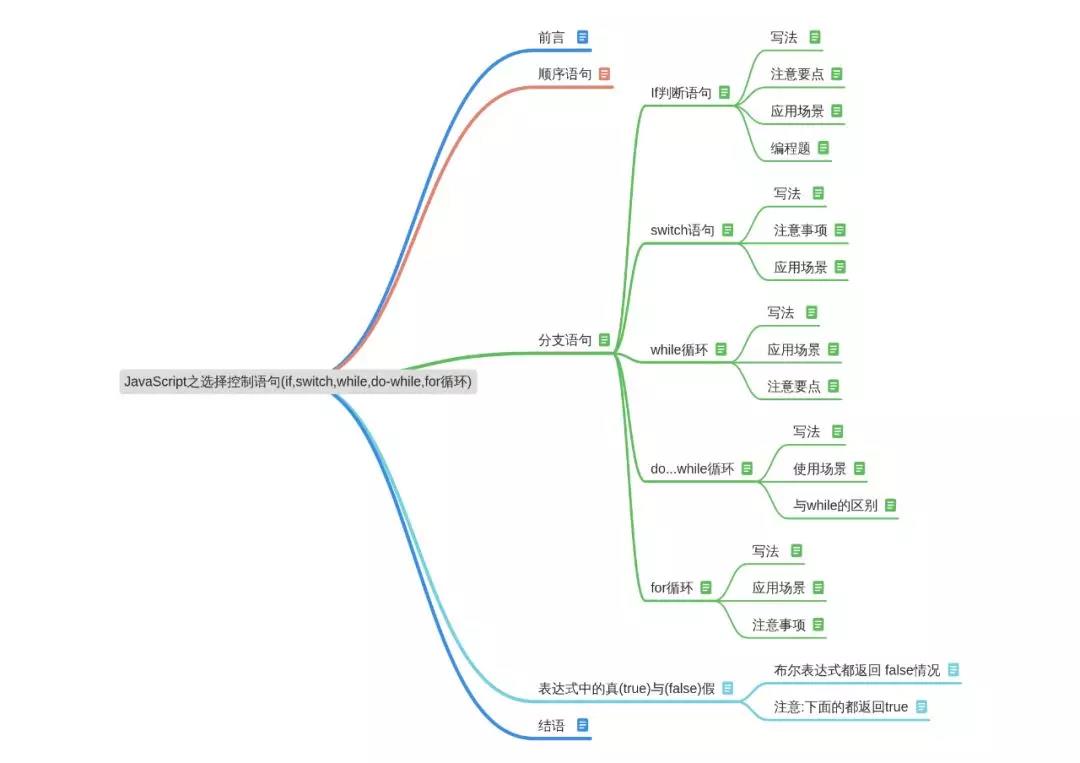 JavaScript之选择控制语句(if,switch,while,do-while,for循环)
前言
顺序语句
分支语句
If判断语句
写法
注意要点
应用场景
编程题
switch语句
写法
注意事项
应用场景
while循环
写法
应用场景
注意要点
do...while循环
写法
使用场景
与while的区别
for循环
写法
应用场景
注意事项
表达式中的真(true)与(false)假
布尔表达式都返回 false情况
注意:下面的都返回true
结语